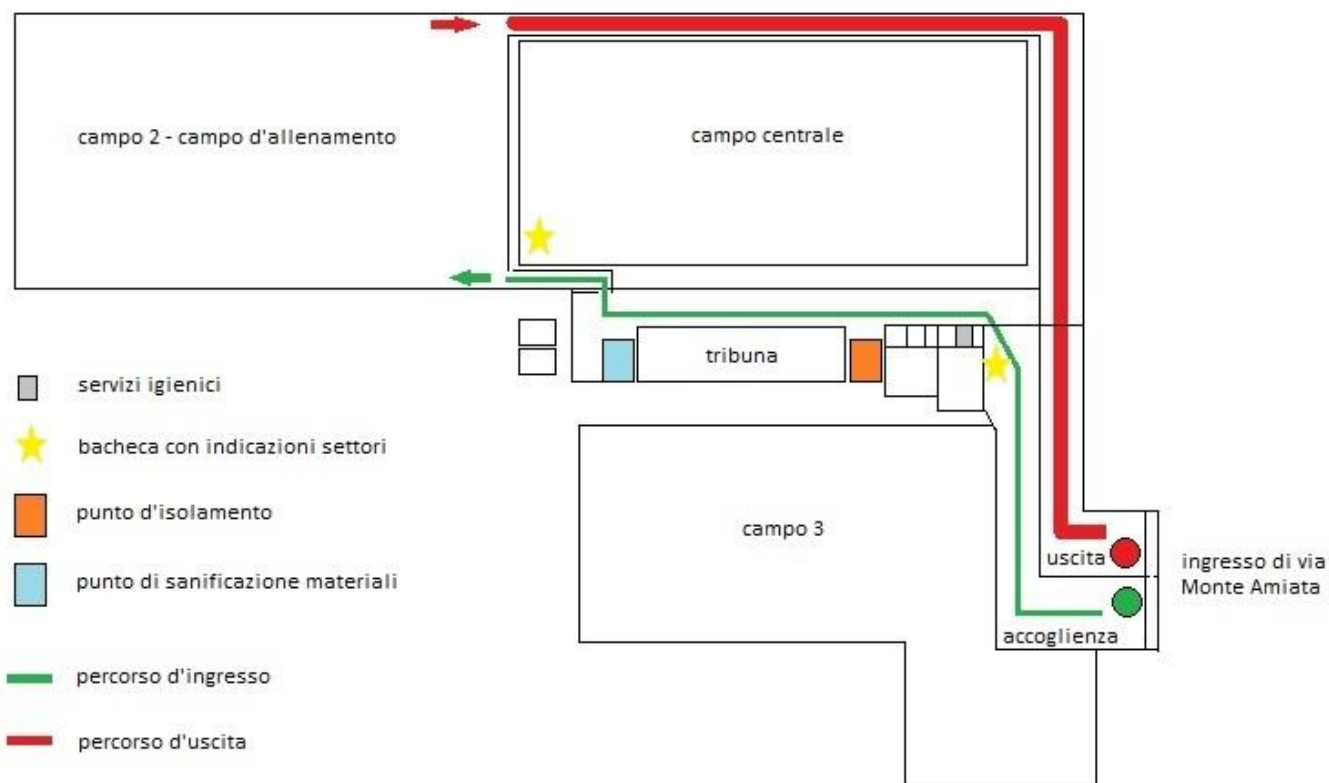 campo 2 - campo d'allenamento
campo centrale
tribuna
servizi igienici
bacheca con indicazioni settori
punto d'isolamento
campo 3
uscita
ingresso di via
Monte Amiata
punto di sanificazione materiali
accoglienza
percorso d'ingresso
percorso d'uscita